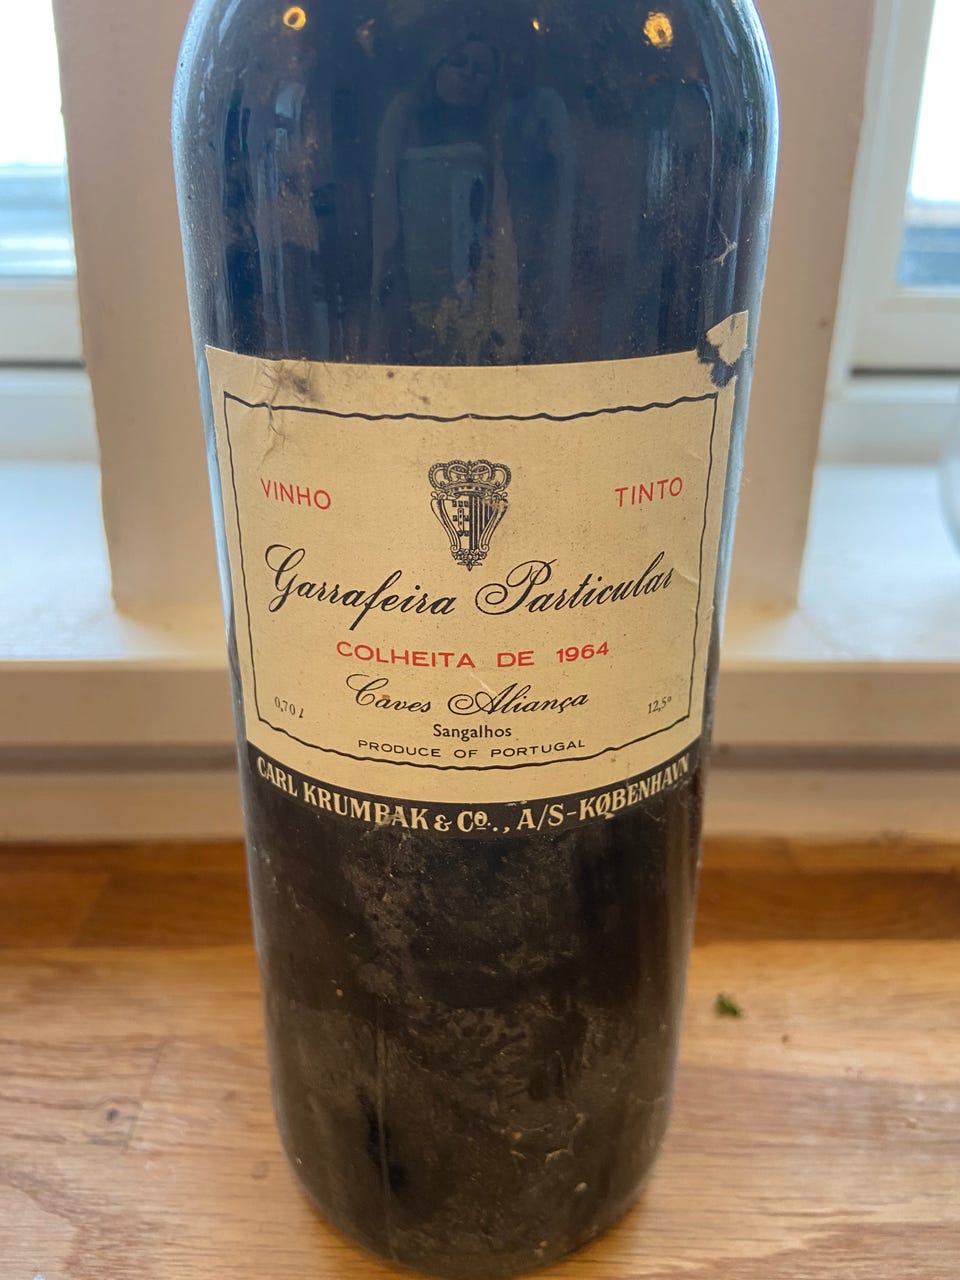 VINHO TINTO
Garrafeira Particular
COLHEITA DE 1964
Caves Aliança
0,70 l 12,5º
Sangalhos
PRODUCE OF PORTUGAL
CARL KRUMBAK & Cº., A/S-KØBENHAVN